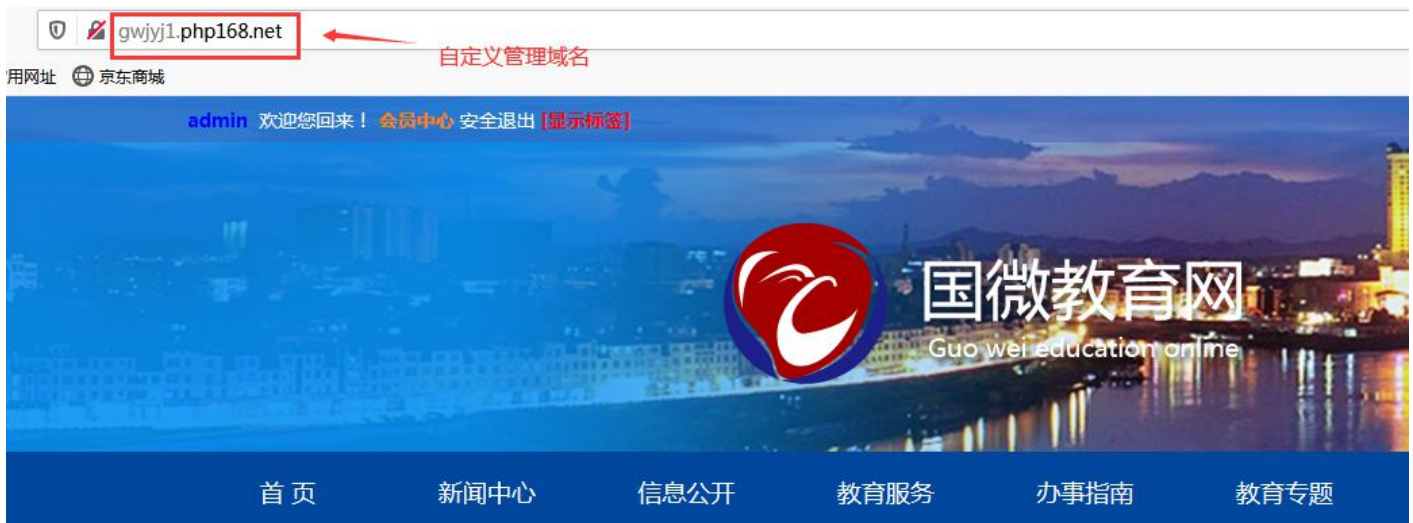 gwjyj1.php168.net
自定义管理域名
用网址 京东商城
admin 欢迎您回来！ 会员中心 安全退出 [显示标签]
国微教育网
Guo wei education online
首 页 新闻中心 信息公开 教育服务 办事指南 教育专题